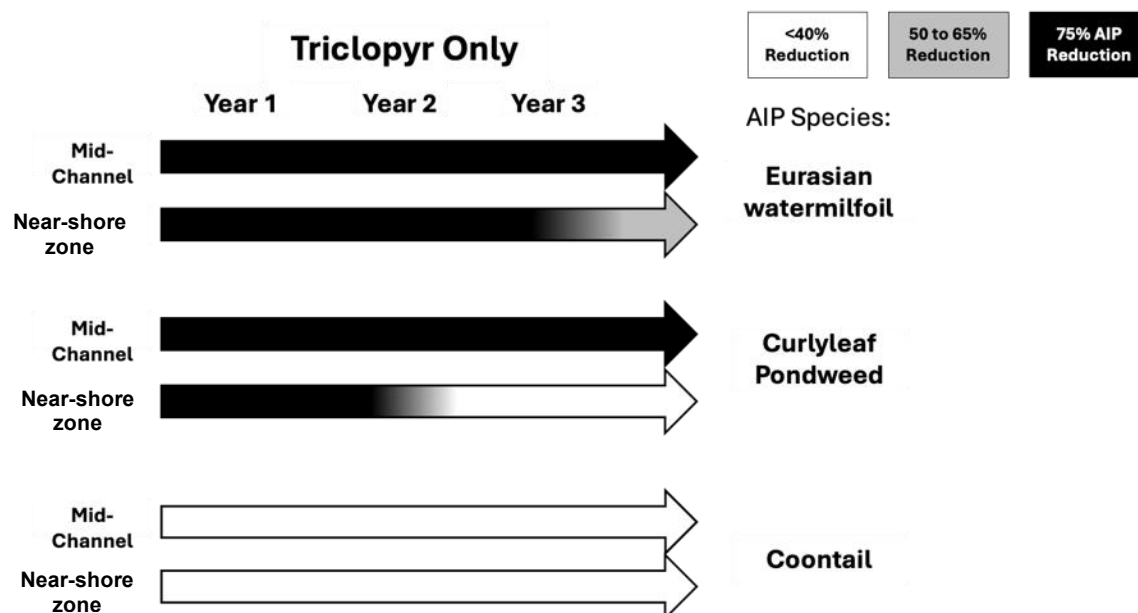 Triclopyr Only
<40%
Reduction
50 to 65%
Reduction
75% AIP
Reduction
Year 1
Year 2
Year 3
AIP Species:
Mid-
Channel
Near-shore
zone
Eurasian
watermilfoil
Mid-
Channel
Near-shore
zone
Curlyleaf
Pondweed
Mid-
Channel
Near-shore
zone
Coontail